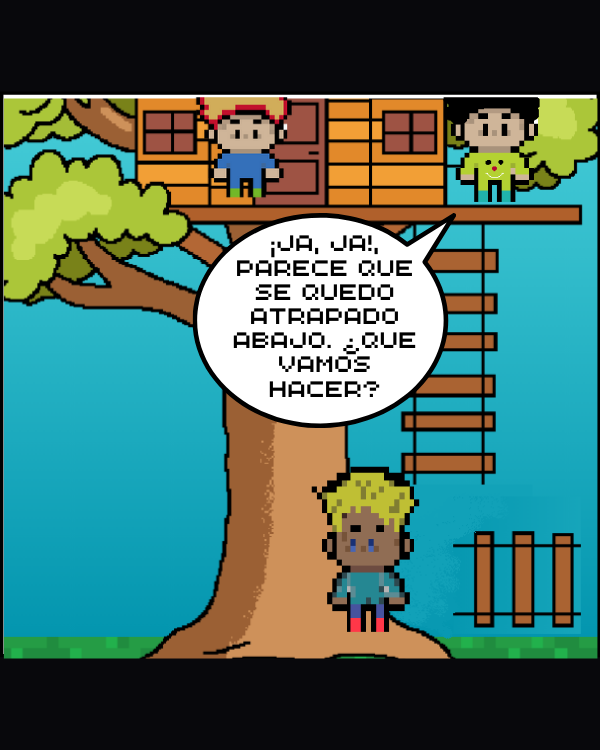 ¡JA, JA!,
PARECE QUE
SE QUEDO
ATRAPADO
ABAJO. ¿QUE
VAMOS
HACER?